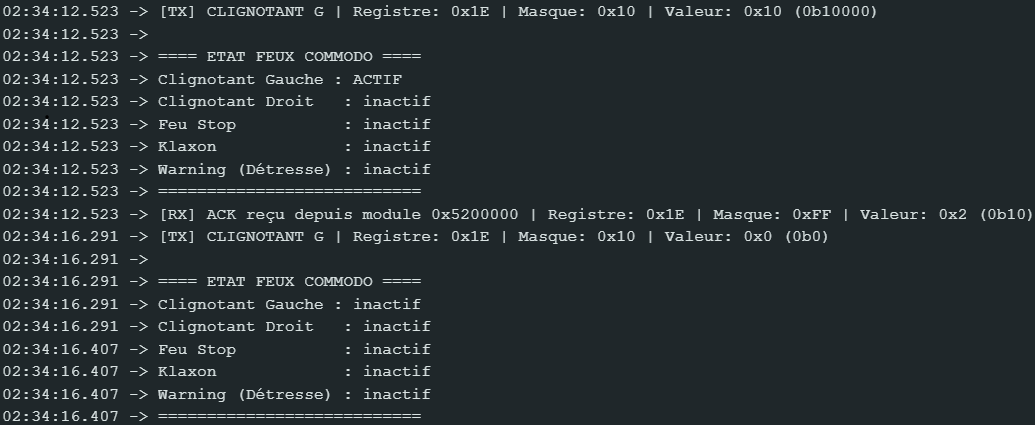 02:34:12.523 -> [TX] CLIGNOTANT G | Registre: 0x1E | Masque: 0x10 | Valeur: 0x10 (0b10000)
02:34:12.523 ->
02:34:12.523 -> ==== ETAT FEUX COMMODO ====
02:34:12.523 -> Clignotant Gauche : ACTIF
02:34:12.523 -> Clignotant Droit   : inactif
02:34:12.523 -> Feu Stop           : inactif
02:34:12.523 -> Klaxon             : inactif
02:34:12.523 -> Warning (Détresse) : inactif
02:34:12.523 -> ===========================
02:34:12.523 -> [RX] ACK reçu depuis module 0x5200000 | Registre: 0x1E | Masque: 0xFF | Valeur: 0x2 (0b10)
02:34:16.291 -> [TX] CLIGNOTANT G | Registre: 0x1E | Masque: 0x10 | Valeur: 0x0 (0b0)
02:34:16.291 ->
02:34:16.291 -> ==== ETAT FEUX COMMODO ====
02:34:16.291 -> Clignotant Gauche : inactif
02:34:16.291 -> Clignotant Droit   : inactif
02:34:16.407 -> Feu Stop           : inactif
02:34:16.407 -> Klaxon             : inactif
02:34:16.407 -> Warning (Détresse) : inactif
02:34:16.407 -> ===========================